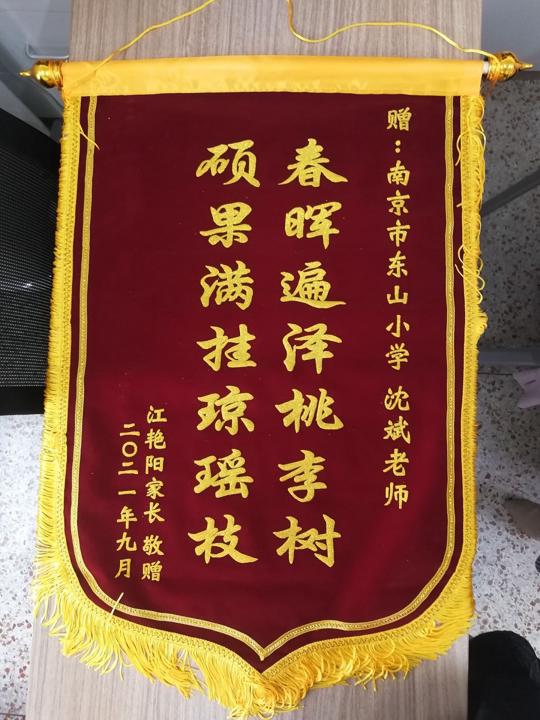 赠：南京市东山小学 沈斌老师
春晖遍泽桃李树
硕果满挂琼瑶枝
江艳阳家长 敬赠
二〇二一年九月